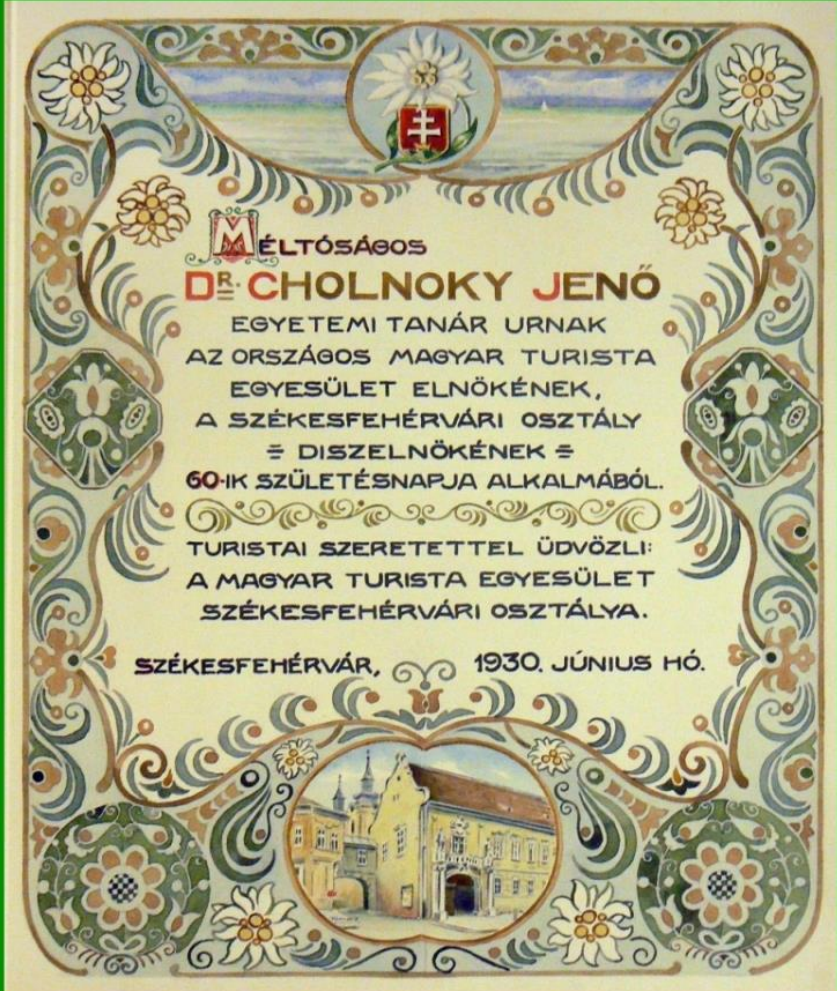 MÉLTÓSÁGOS
DR. CHOLNOKY JENŐ
EGYETEMI TANÁR URNAK
AZ ORSZÁGOS MAGYAR TURISTA
EGYESÜLET ELNÖKÉNEK,
A SZÉKESFEHÉRVÁRI OSZTÁLY
= DISZELNÖKÉNEK =
60-IK SZÜLETÉSNAPJA ALKALMÁBÓL.
TURISTAI SZERETETTEL ÜDVÖZLI:
A MAGYAR TURISTA EGYESÜLET
SZÉKESFEHÉRVÁRI OSZTÁLYA.
SZÉKESFEHÉRVÁR, 1930. JÚNIUS HÓ.